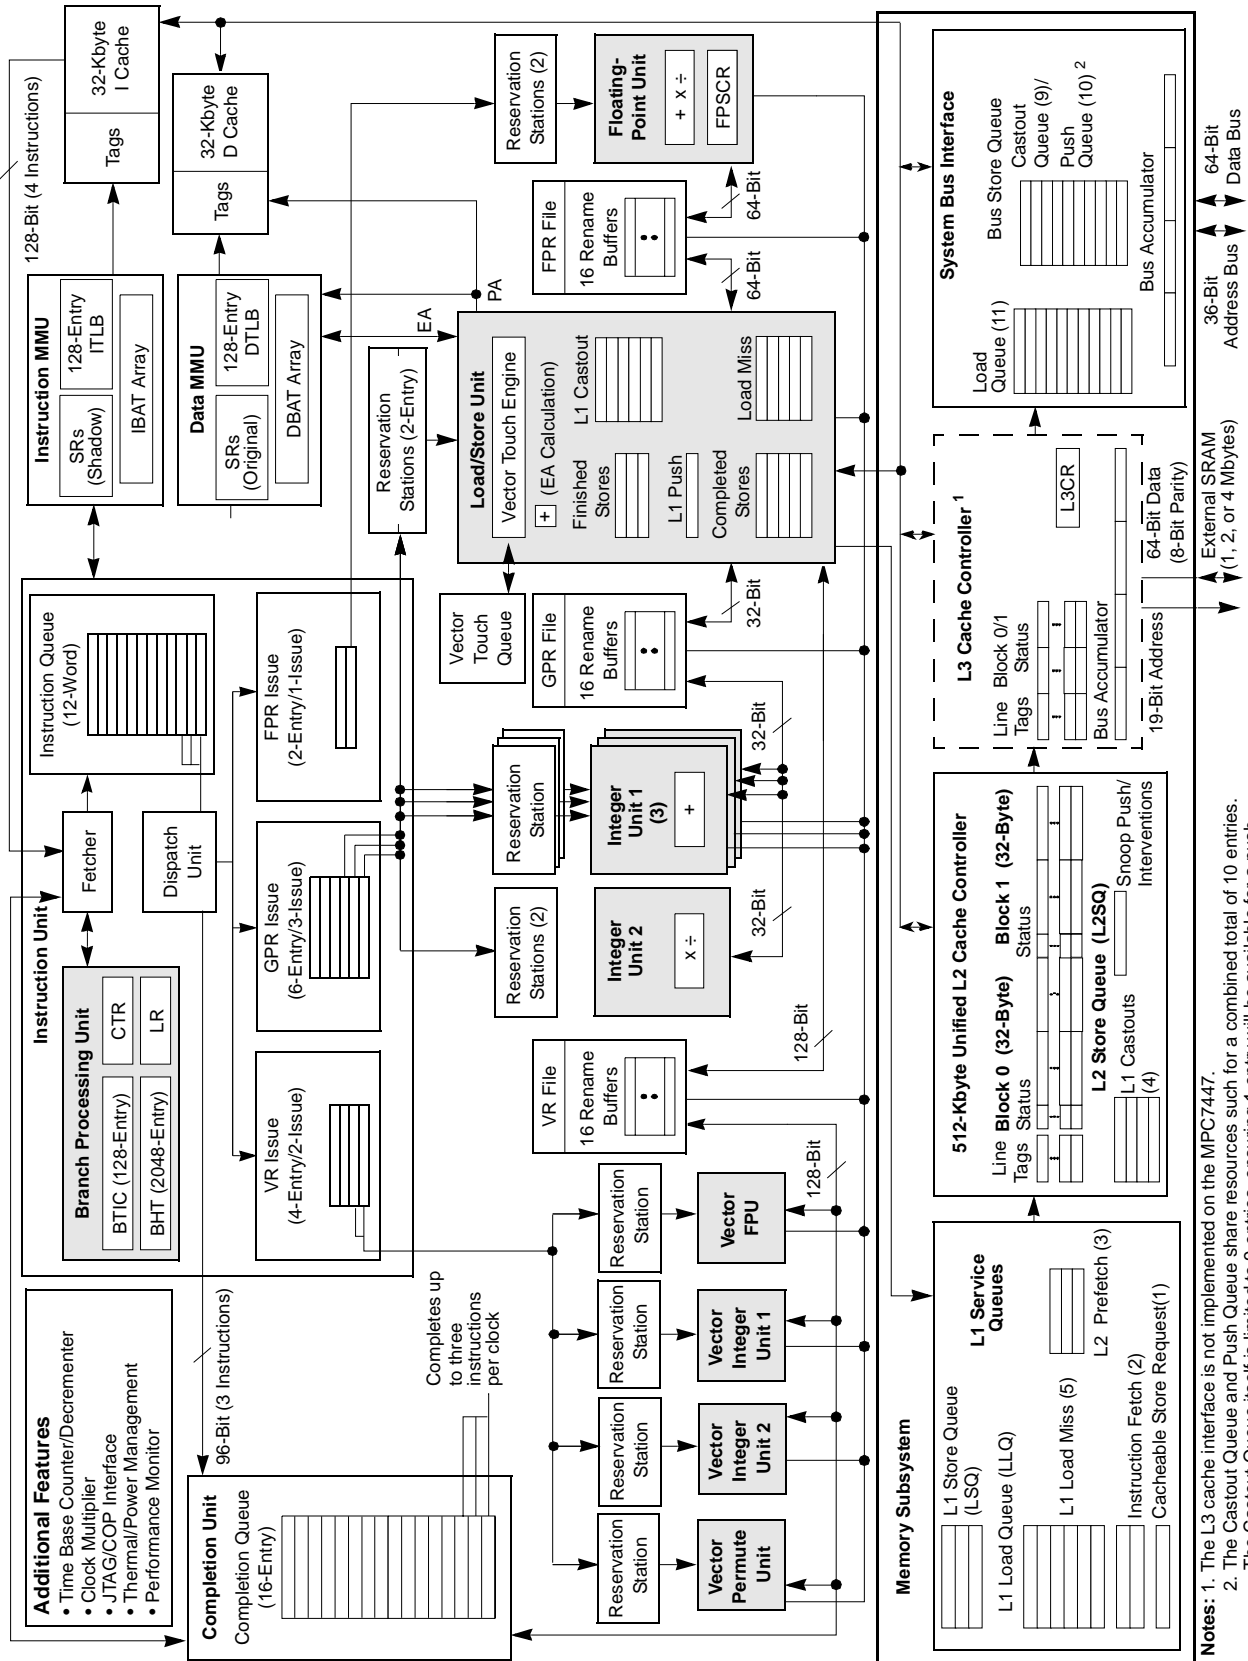 Additional Features
• Time Base Counter/Decrementer
• Clock Multiplier
• JTAG/COP Interface
• Thermal/Power Management
• Performance Monitor
Instruction Unit
Branch Processing Unit
BTIC (128-Entry)
CTR
BHT (2048-Entry)
LR
Fetcher
Dispatch
Unit
Instruction Queue
(12-Word)
96-Bit (3 Instructions)
VR Issue
(4-Entry/2-Issue)
GPR Issue
(6-Entry/3-Issue)
FPR Issue
(2-Entry/1-Issue)
128-Bit (4 Instructions)
Instruction MMU
SRs
(Shadow)
128-Entry
ITLB
IBAT Array
Tags
32-Kbyte
I Cache
Data MMU
SRs
(Original)
128-Entry
DTLB
DBAT Array
Tags
32-Kbyte
D Cache
Completion Unit
Completion Queue
(16-Entry)
Completes up
to three
instructions
per clock
Reservation
Stations (2-Entry)
EA
PA
Vector
Touch
Queue
Load/Store Unit
Vector Touch Engine
+
(EA Calculation)
Finished
Stores
L1 Castout
L1 Push
Completed
Stores
Load Miss
Reservation
Station
Reservation
Station
Reservation
Station
Reservation
Station
Vector
Permute
Unit
Vector
Integer
Unit 2
Vector
Integer
Unit 1
Vector
FPU
VR File
16 Rename
Buffers
128-Bit
128-Bit
Reservation
Stations (2)
Integer
Unit 2
x ÷
Reservation
Station
Integer
Unit 1
(3)
+
32-Bit
32-Bit
GPR File
16 Rename
Buffers
32-Bit
FPR File
16 Rename
Buffers
64-Bit
64-Bit
Reservation
Stations (2)
Floating-
Point Unit
+ x ÷
FPSCR
Memory Subsystem
L1 Store Queue
(LSQ)
L1 Load Queue (LLQ)
L1 Load Miss (5)
Instruction Fetch (2)
Cacheable Store Request(1)
L1 Service
Queues
L2 Prefetch (3)
512-Kbyte Unified L2 Cache Controller
Line
Tags
Block 0 (32-Byte)
Status
Block 1 (32-Byte)
Status
L2 Store Queue (L2SQ)
L1 Castouts
(4)
Snoop Push/
Interventions
L3 Cache Controller 1
Line
Tags
Block 0/1
Status
L3CR
Bus Accumulator
19-Bit Address
64-Bit Data
(8-Bit Parity)
External SRAM
(1, 2, or 4 Mbytes)
System Bus Interface
Load
Queue (11)
Bus Store Queue
Castout
Queue (9)/
Push
Queue (10) 2
Bus Accumulator
36-Bit
Address Bus
64-Bit
Data Bus
Notes: 1. The L3 cache interface is not implemented on the MPC7447.
2. The Castout Queue and Push Queue share resources such for a combined total of 10 entries.